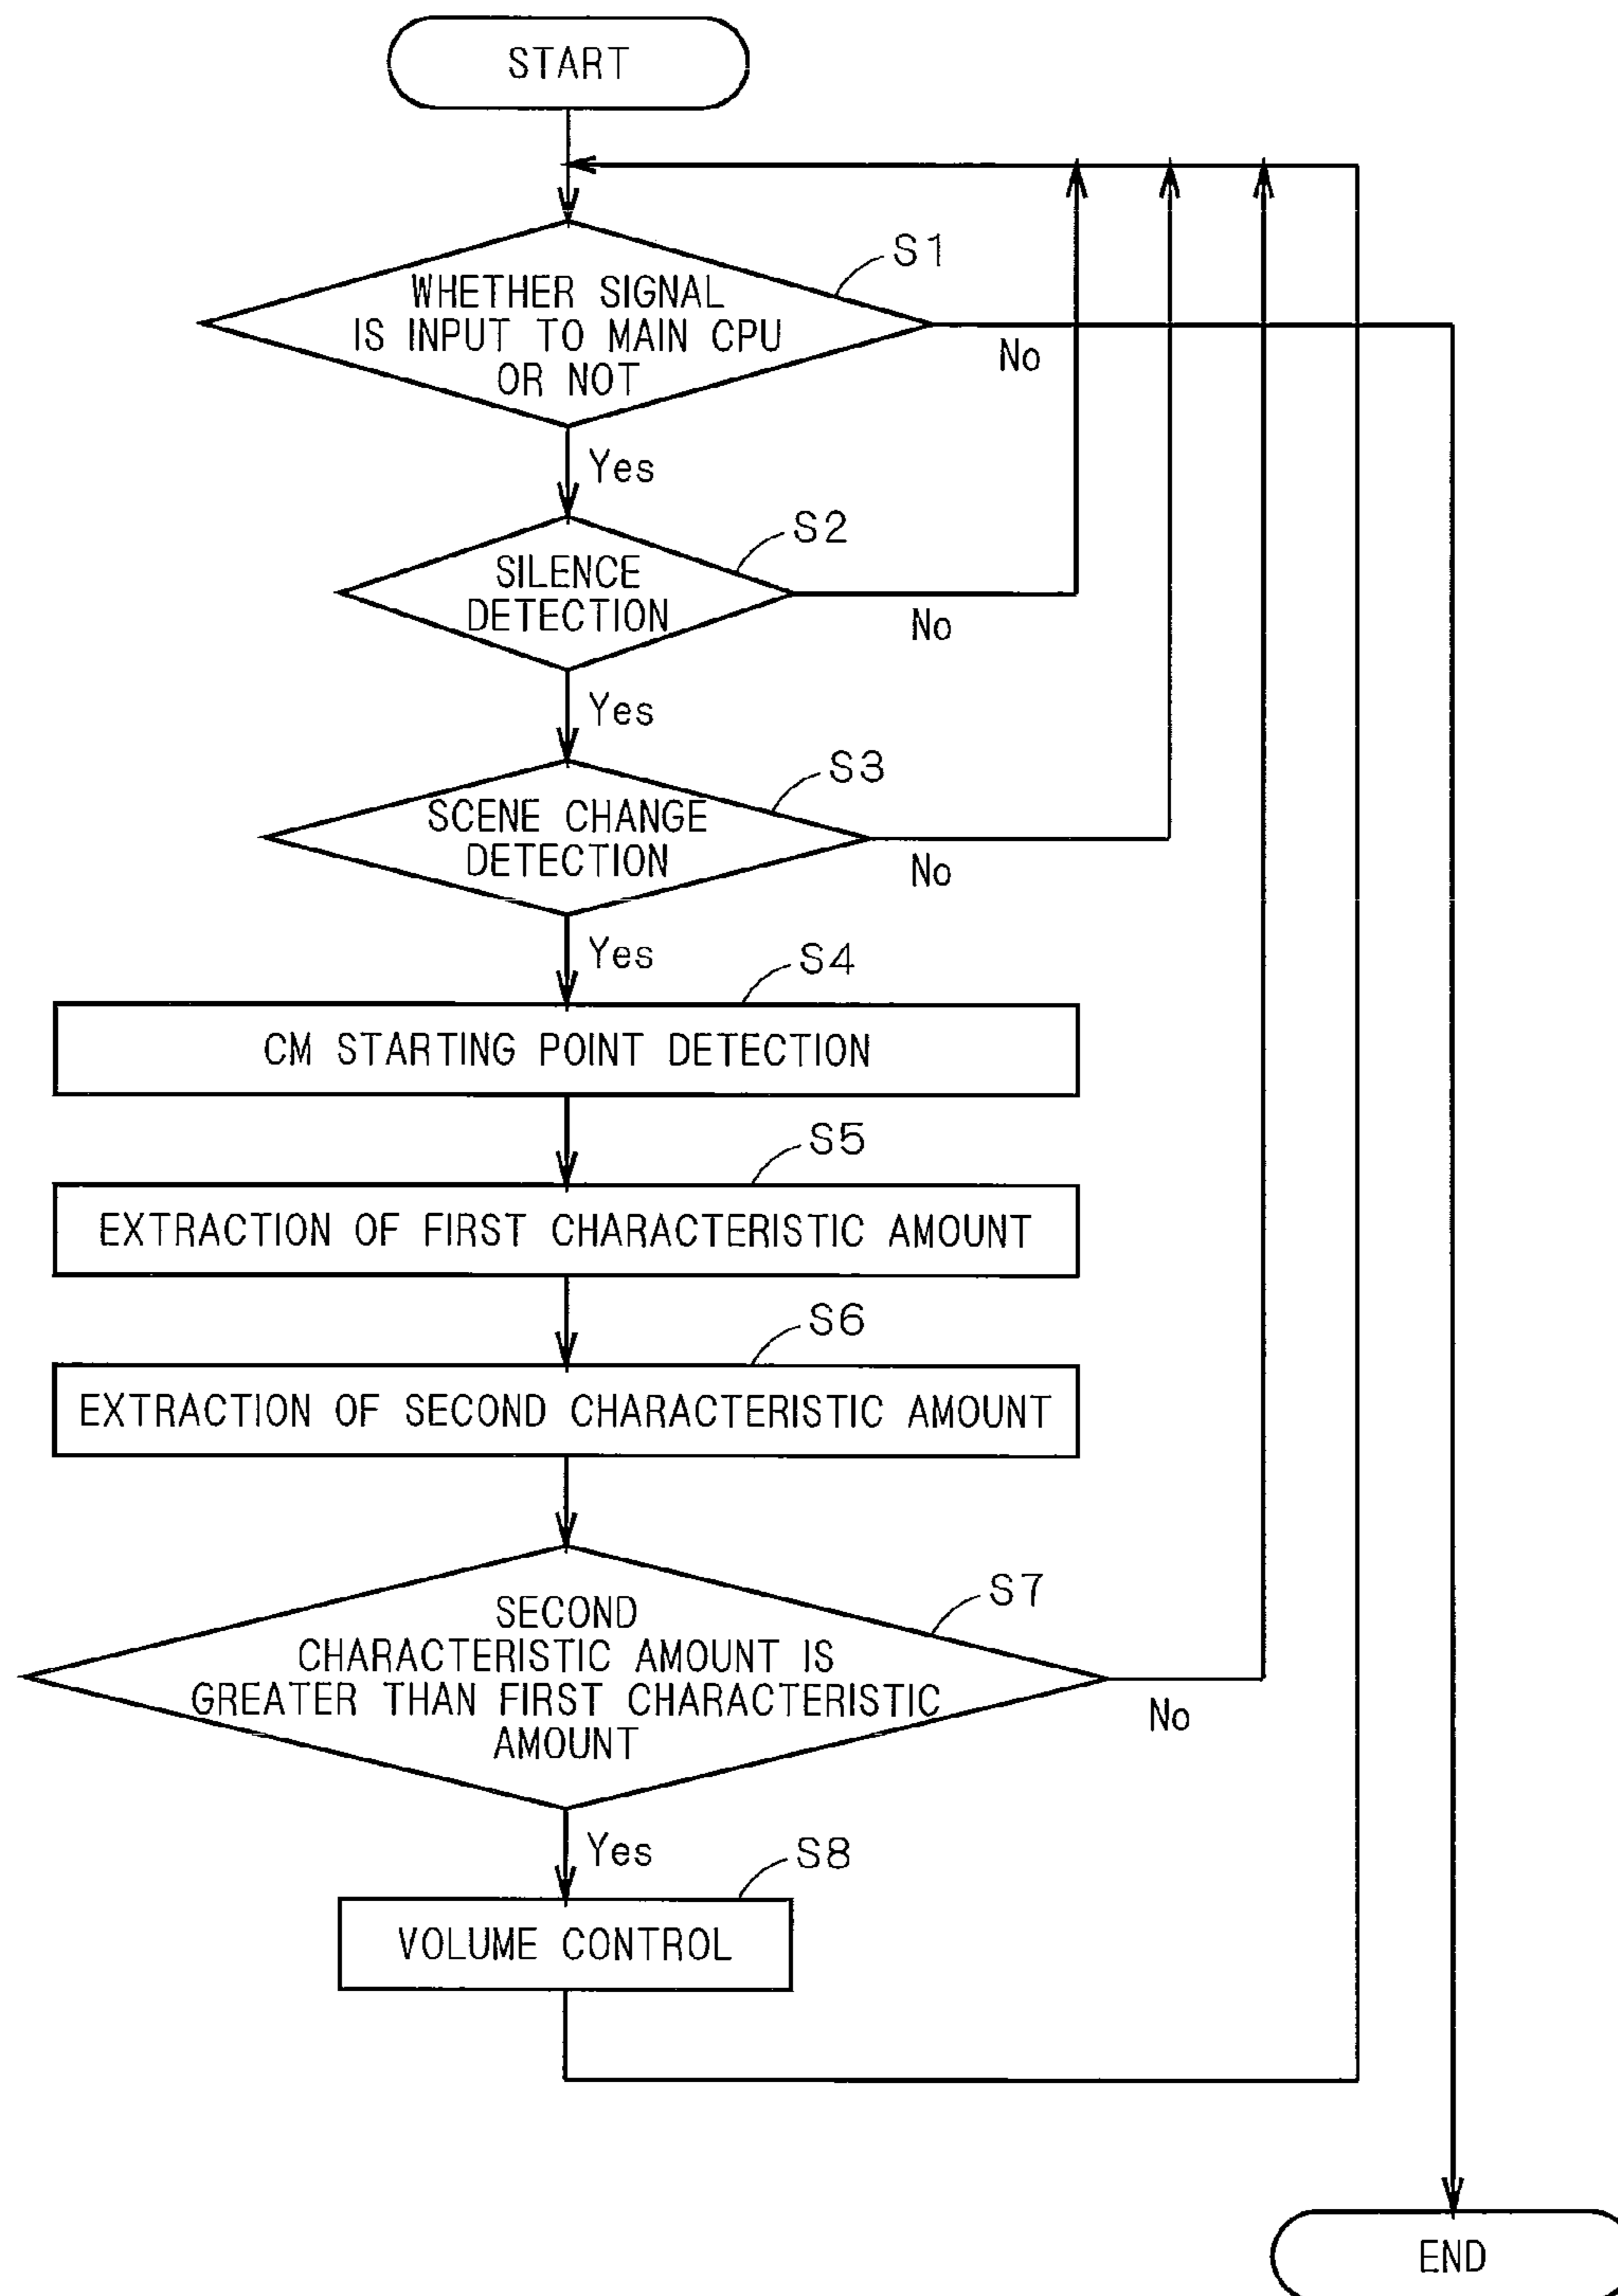 START
S1
WHETHER SIGNAL
IS INPUT TO MAIN CPU
OR NOT
No
Yes
S2
SILENCE
DETECTION
No
Yes
S3
SCENE CHANGE
DETECTION
No
Yes
S4
CM STARTING POINT DETECTION
S5
EXTRACTION OF FIRST CHARACTERISTIC AMOUNT
S6
EXTRACTION OF SECOND CHARACTERISTIC AMOUNT
S7
SECOND
CHARACTERISTIC AMOUNT IS
GREATER THAN FIRST CHARACTERISTIC
AMOUNT
No
Yes
S8
VOLUME CONTROL
END